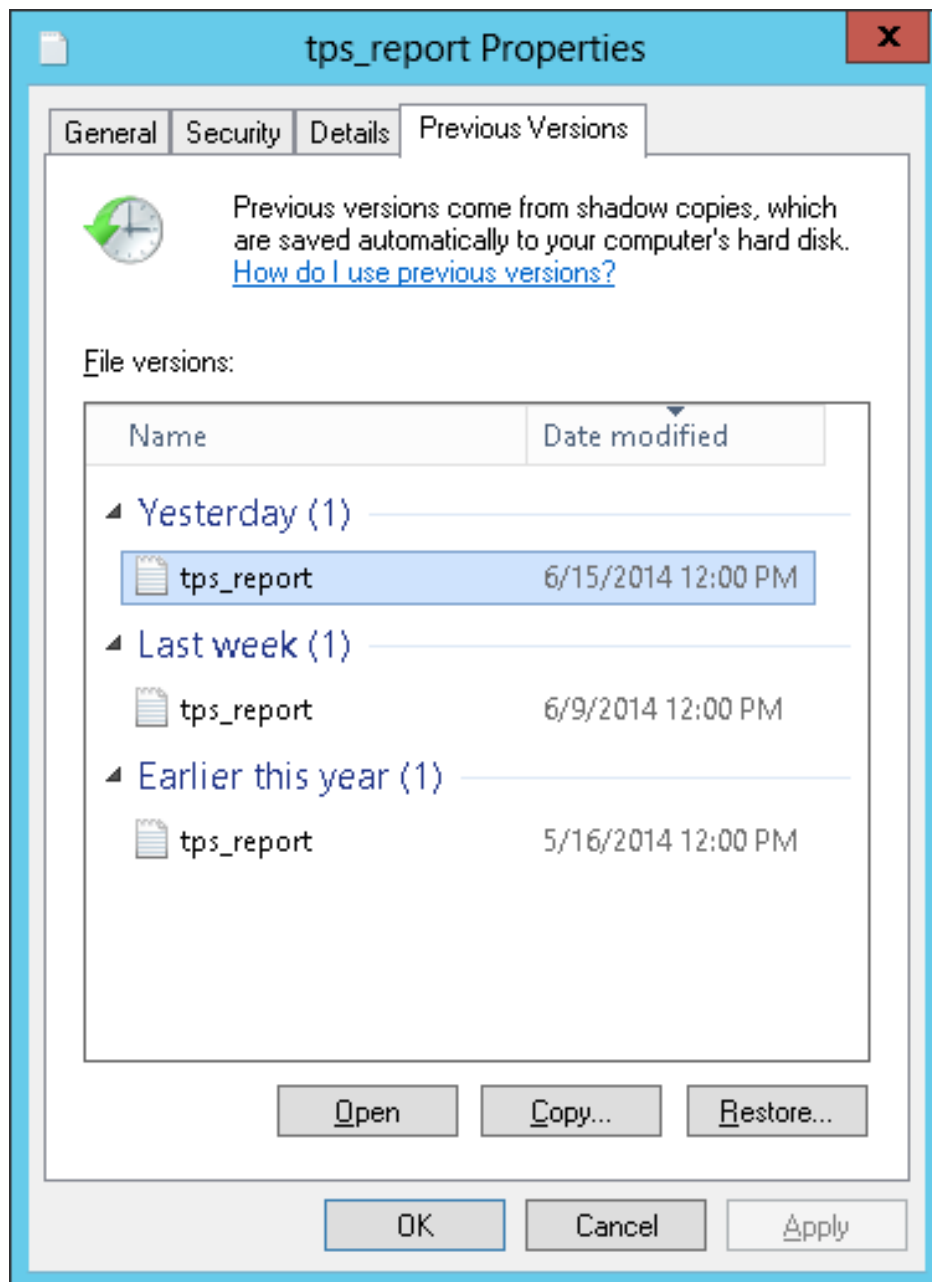 tps_report Properties
x
General Security Details Previous Versions
Previous versions come from shadow copies, which
are saved automatically to your computer's hard disk.
How do I use previous versions?
File versions:
Name Date modified
Yesterday (1)
tps_report 6/15/2014 12:00 PM
Last week (1)
tps_report 6/9/2014 12:00 PM
Earlier this year (1)
tps_report 5/16/2014 12:00 PM
Open Copy... Restore...
OK Cancel Apply